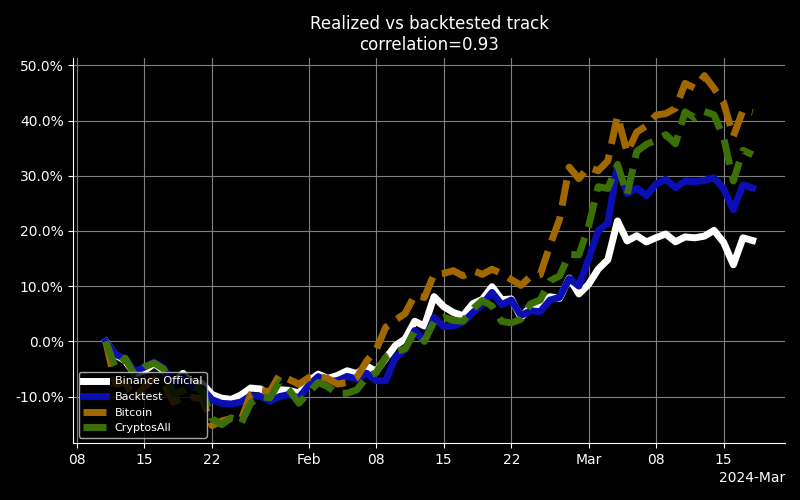 Realized vs backtested track
correlation=0.93
50.0%
40.0%
30.0%
20.0%
10.0%
0.0%
-10.0%
Binance Official
Backtest
Bitcoin
CryptosAll
08 15 22 Feb 08 15 22 Mar 08 15
2024-Mar